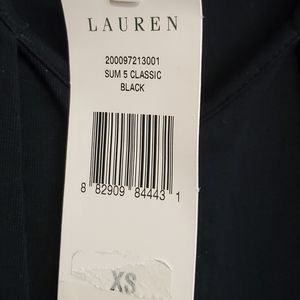 LAUREN
200097213001
SUM 5 CLASSIC
BLACK
8 82909 84443 1
XS